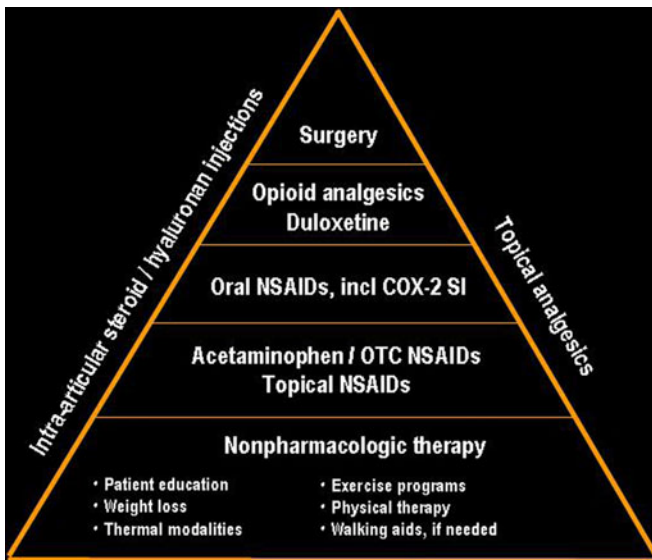 Surgery
Opioid analgesics
Duloxetine
Oral NSAIDs, incl COX-2 SI
Acetaminophen / OTC NSAIDs
Topical NSAIDs
Nonpharmacologic therapy
• Patient education
• Weight loss
• Thermal modalities
• Exercise programs
• Physical therapy
• Walking aids, if needed
Intra-articular steroid / hyaluronan injections
Topical analgesics